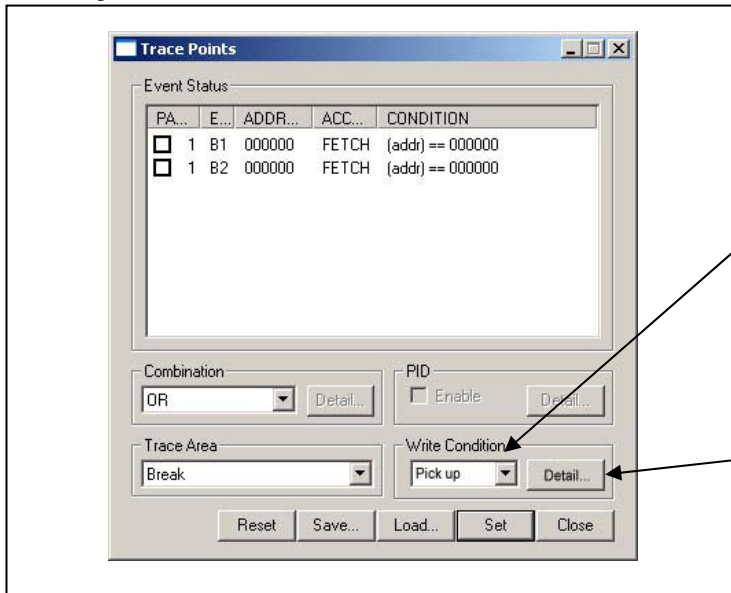 Trace Points
Event Status
PA... E... ADDR... ACC... CONDITION
1 B1 000000 FETCH (addr) == 000000
1 B2 000000 FETCH (addr) == 000000
Combination
OR Detail...
PID
Enable Detail...
Trace Area
Break
Write Condition
Pick up Detail...
Reset Save... Load... Set Close